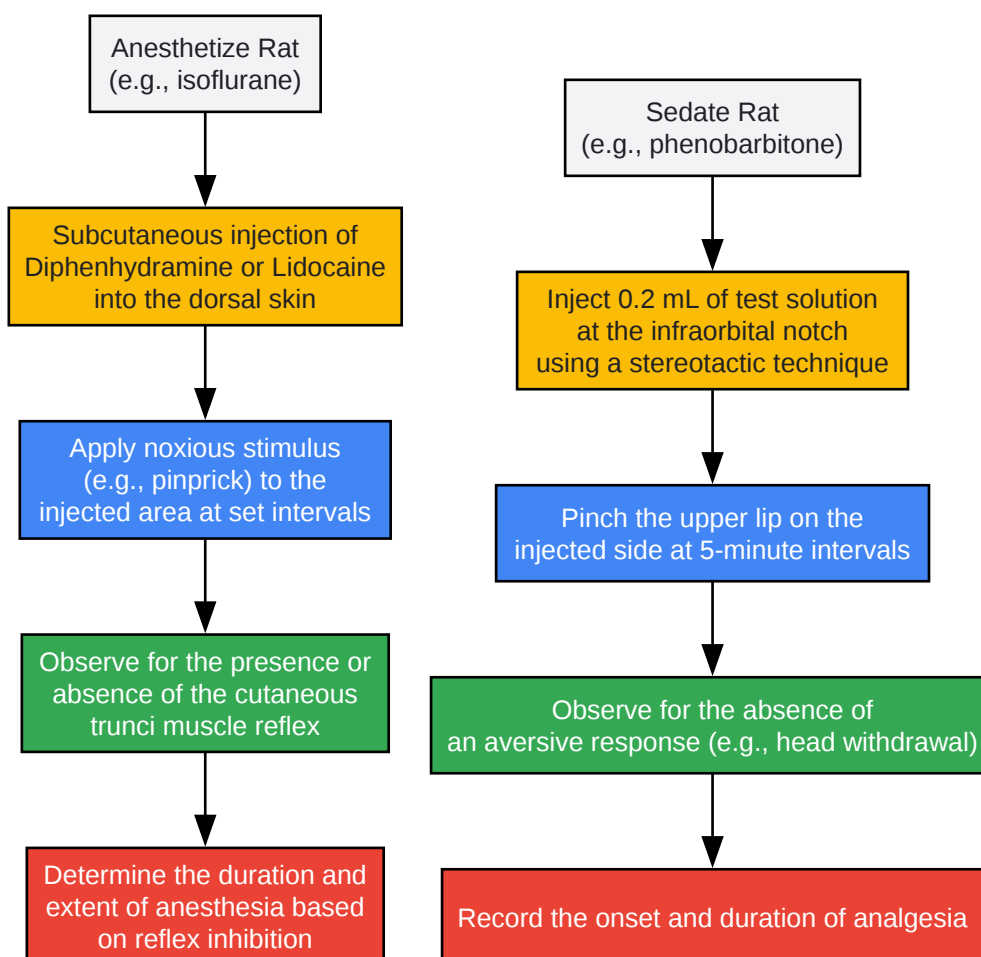 Anesthetize Rat
(e.g., isoflurane)
Subcutaneous injection of
Diphenhydramine or Lidocaine
into the dorsal skin
Apply noxious stimulus
(e.g., pinprick) to the
injected area at set intervals
Observe for the presence or
absence of the cutaneous
trunci muscle reflex
Determine the duration and
extent of anesthesia based
on reflex inhibition
Sedate Rat
(e.g., phenobarbitone)
Inject 0.2 mL of test solution
at the infraorbital notch
using a stereotactic technique
Pinch the upper lip on the
injected side at 5-minute intervals
Observe for the absence of
an aversive response (e.g., head withdrawal)
Record the onset and duration of analgesia